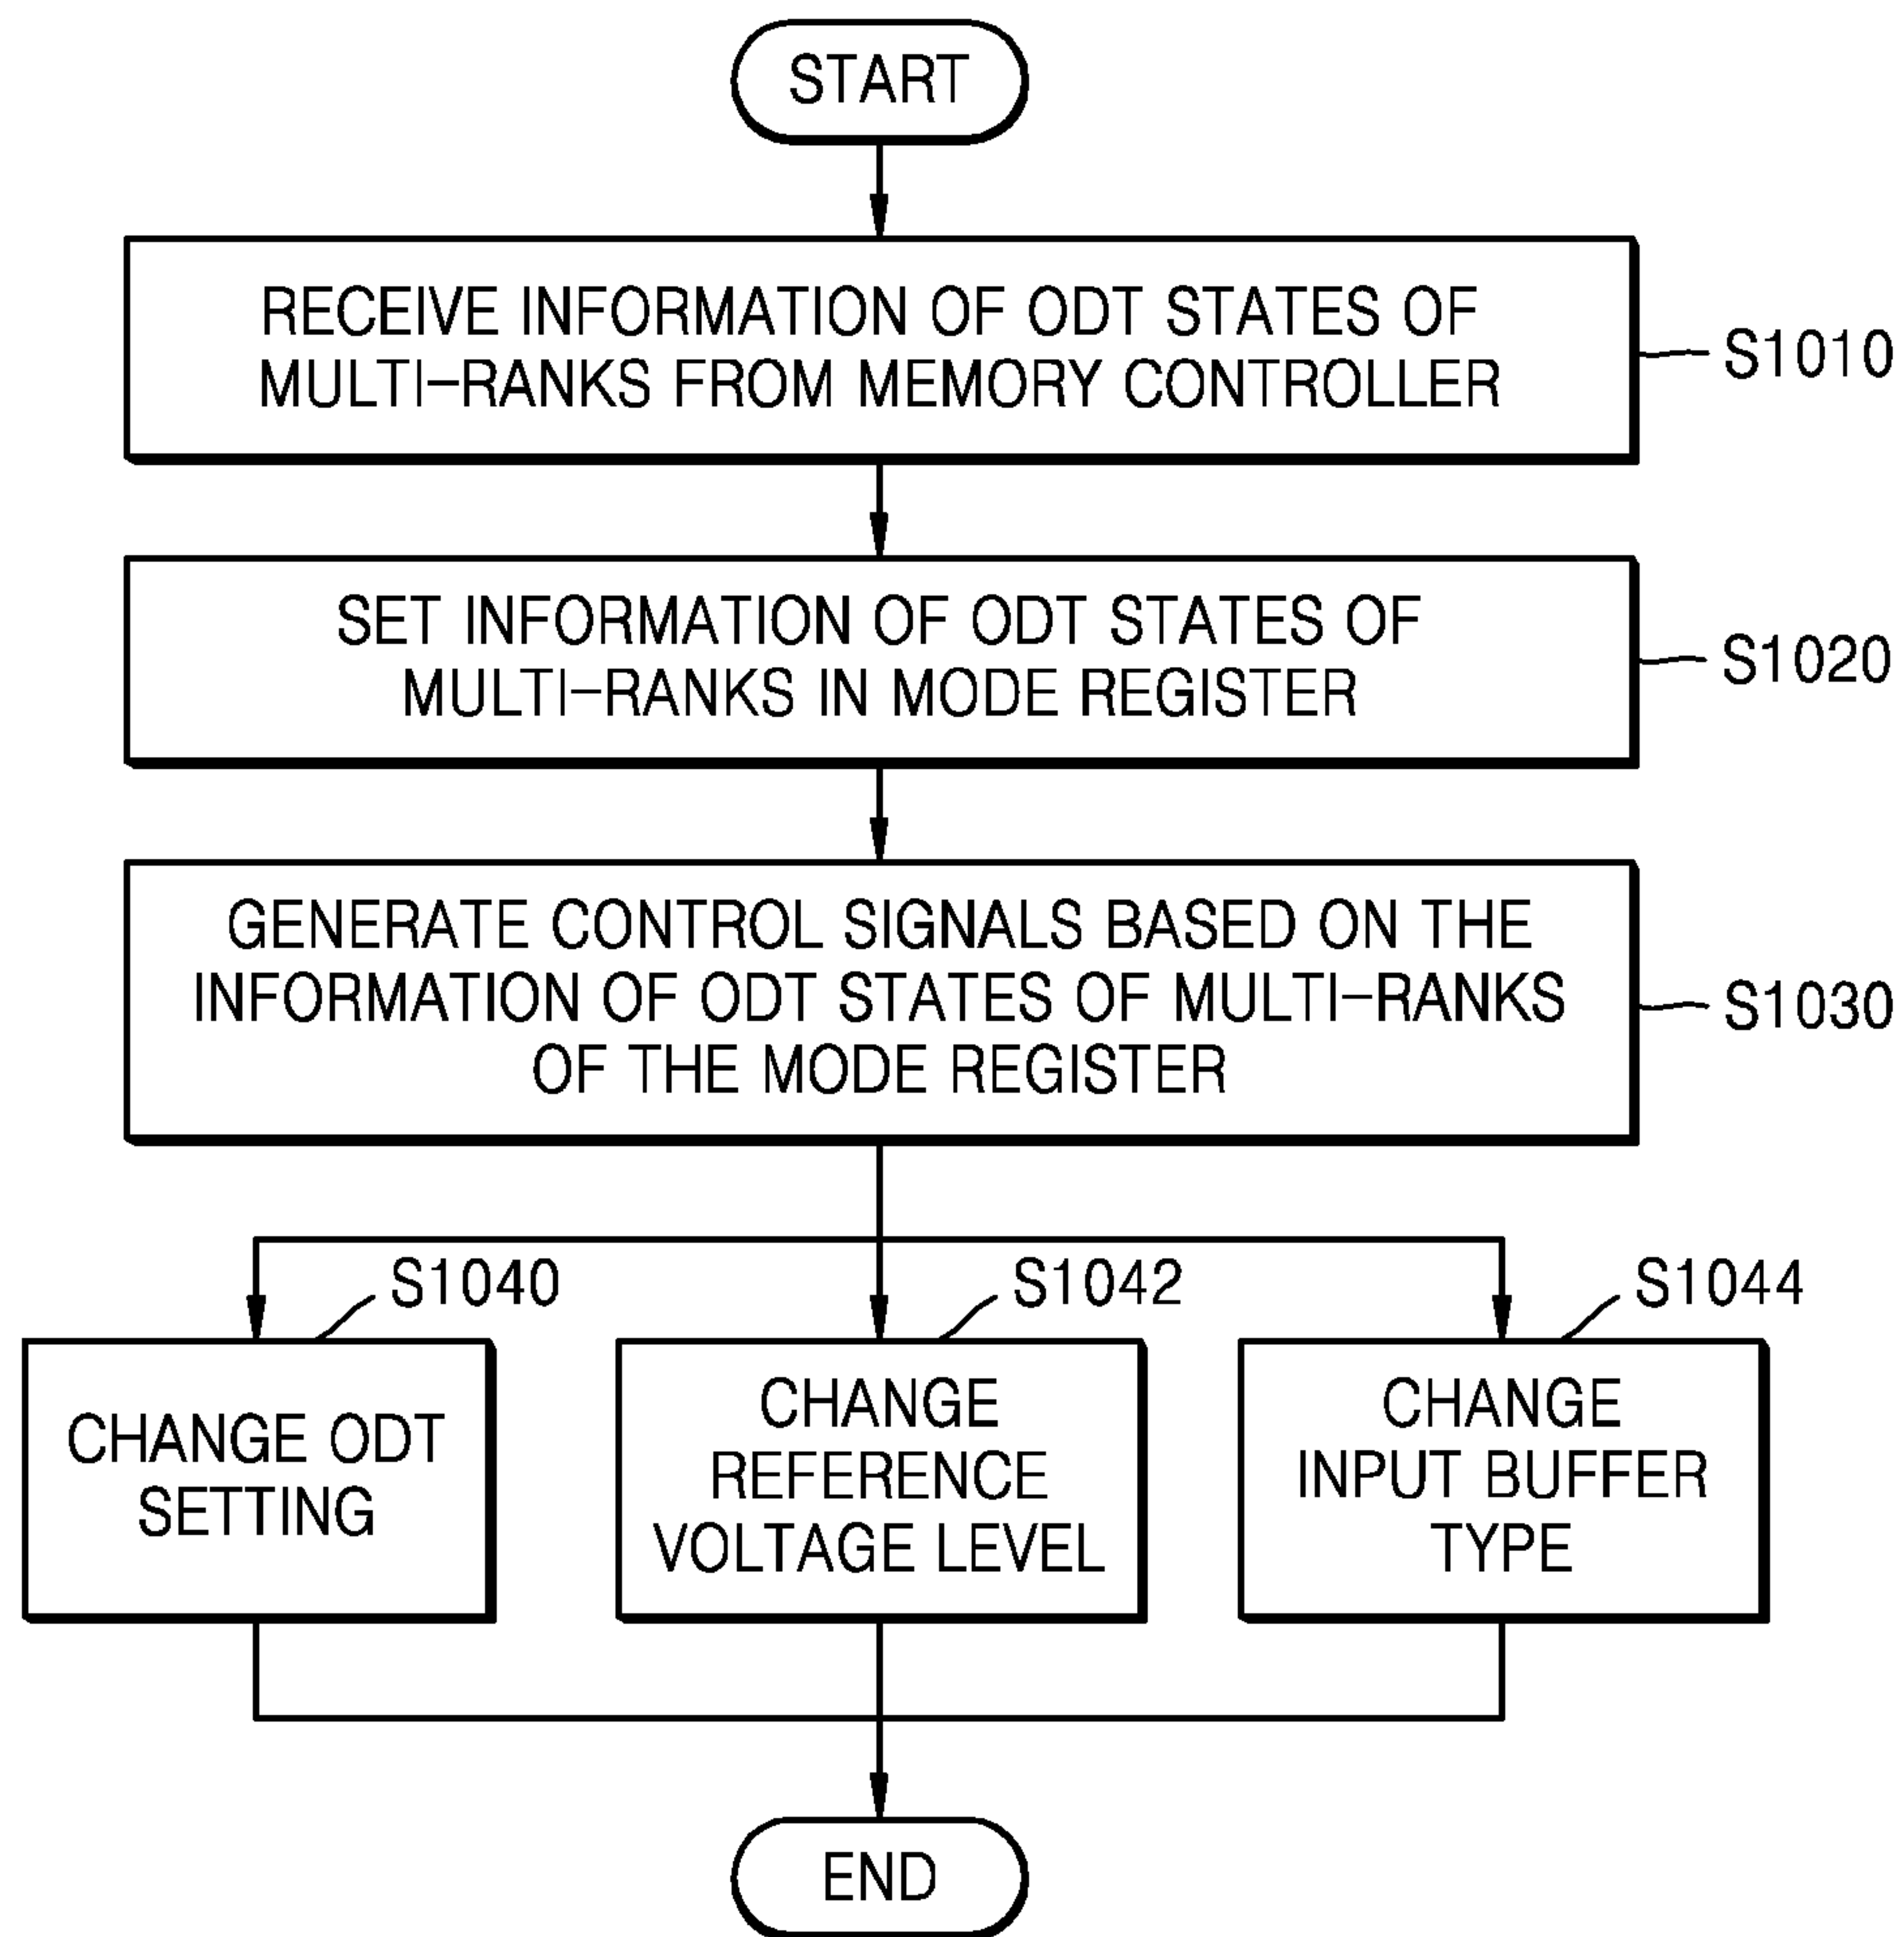 START
RECEIVE INFORMATION OF ODT STATES OF
MULTI-RANKS FROM MEMORY CONTROLLER
S1010
SET INFORMATION OF ODT STATES OF
MULTI-RANKS IN MODE REGISTER
S1020
GENERATE CONTROL SIGNALS BASED ON THE
INFORMATION OF ODT STATES OF MULTI-RANKS
OF THE MODE REGISTER
S1030
S1040
CHANGE ODT
SETTING
S1042
CHANGE
REFERENCE
VOLTAGE LEVEL
S1044
CHANGE
INPUT BUFFER
TYPE
END